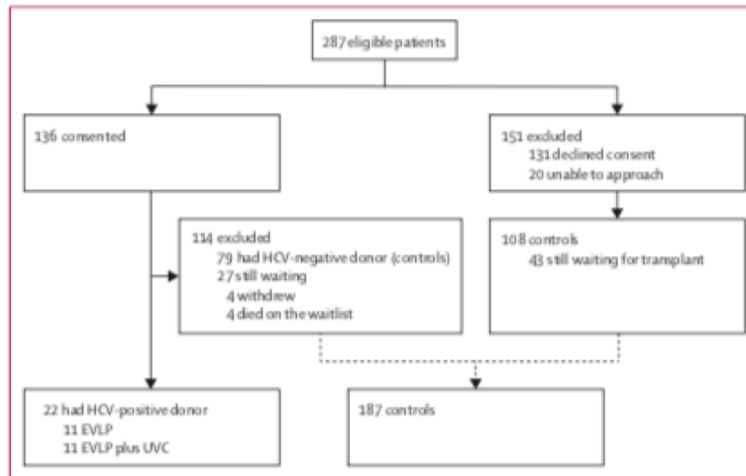 287 eligible patients
136 consented
151 excluded
131 declined consent
20 unable to approach
114 excluded
79 had HCV-negative donor (controls)
27 still waiting
4 withdrew
4 died on the waitlist
108 controls
43 still waiting for transplant
22 had HCV-positive donor
11 EVLP
11 EVLP plus UVC
187 controls